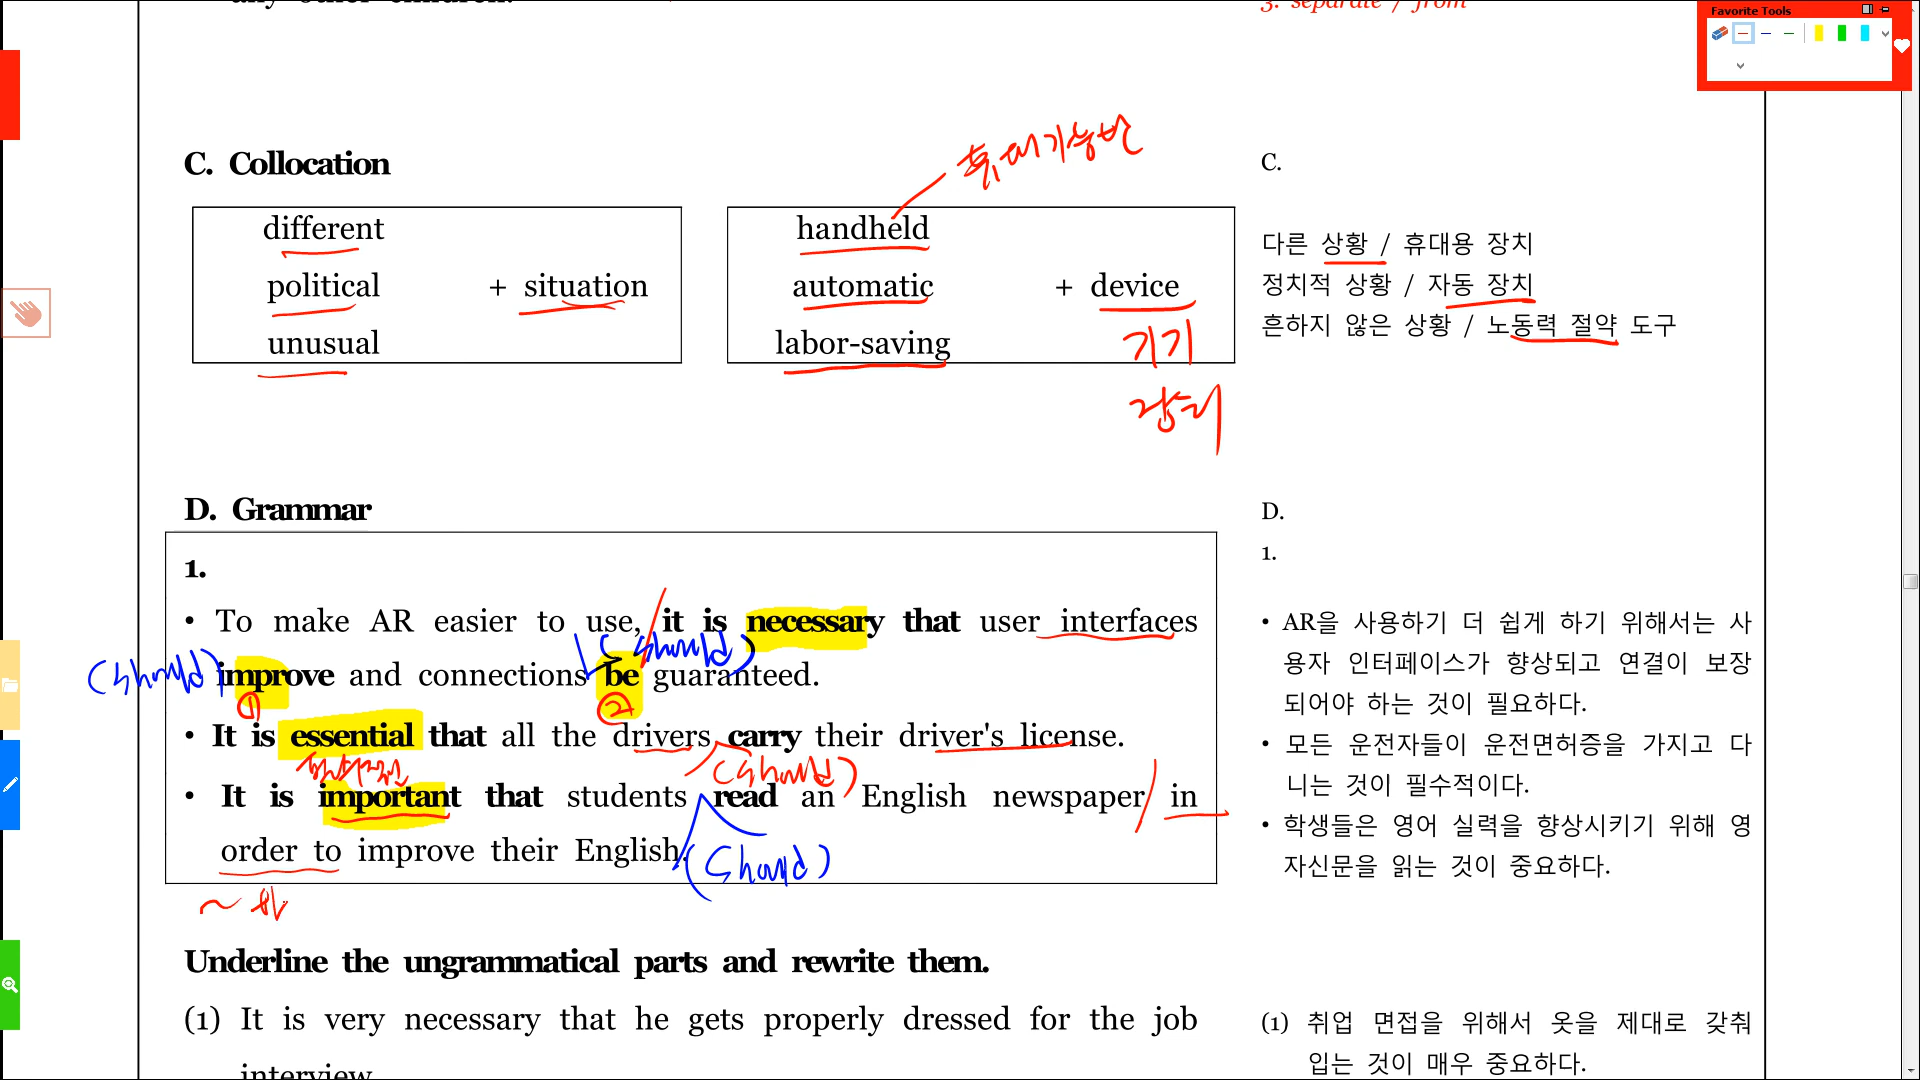 any other children.
3. separate / from
Favorite Tools
휴대가능한
C. Collocation
C.
different
political + situation
unusual
handheld
automatic + device
labor-saving
기기
장치
다른 상황 / 휴대용 장치
정치적 상황 / 자동 장치
흔하지 않은 상황 / 노동력 절약 도구
D. Grammar
D.
1.
1.
• To make AR easier to use, it is necessary that user interfaces
(should)
(should)
improve and connections be guaranteed.
① ②
• It is essential that all the drivers carry their driver's license.
(should)
• It is important that students read an English newspaper in
order to improve their English.
(should)
• AR을 사용하기 더 쉽게 하기 위해서는 사
용자 인터페이스가 향상되고 연결이 보장
되어야 하는 것이 필요하다.
• 모든 운전자들이 운전면허증을 가지고 다
니는 것이 필수적이다.
• 학생들은 영어 실력을 향상시키기 위해 영
자신문을 읽는 것이 중요하다.
Underline the ungrammatical parts and rewrite them.
(1) It is very necessary that he gets properly dressed for the job
interview
(1) 취업 면접을 위해서 옷을 제대로 갖춰
입는 것이 매우 중요하다.